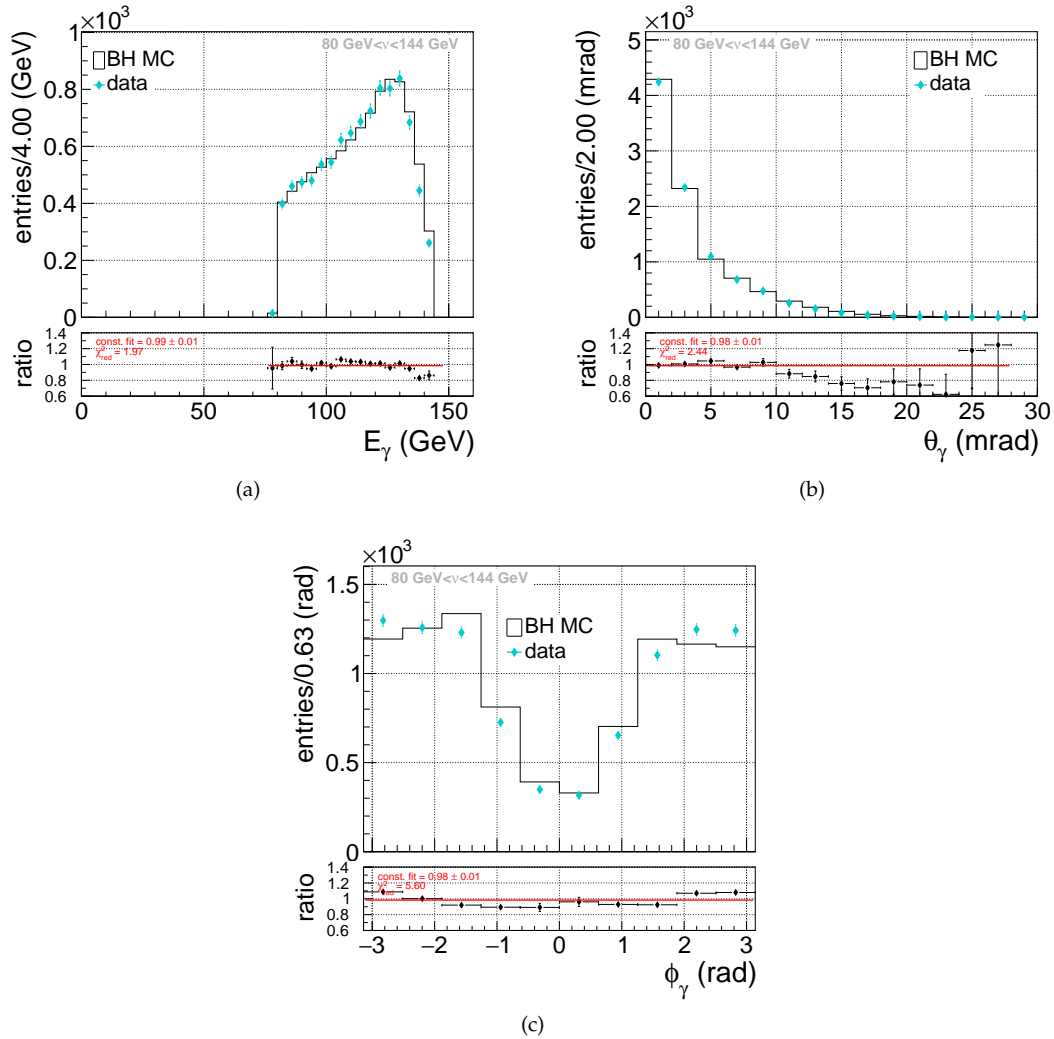 ×10³
80 GeV<ν<144 GeV
BH MC
data
entries/4.00 (GeV)
1
0.8
0.6
0.4
0.2
0
const. fit = 0.99 ± 0.01
χ²red = 1.97
ratio
1.4
1.2
1.0
0.8
0.6
0 50 100 150
E_γ (GeV)
(a)
×10³
80 GeV<ν<144 GeV
BH MC
data
entries/2.00 (mrad)
5
4
3
2
1
0
const. fit = 0.98 ± 0.01
χ²red = 2.44
ratio
1.4
1.2
1
0.8
0.6
0 5 10 15 20 25 30
θ_γ (mrad)
(b)
×10³
80 GeV<ν<144 GeV
BH MC
data
entries/0.63 (rad)
1.5
1
0.5
0
const. fit = 0.98 ± 0.01
χ²red = 5.60
ratio
1.4
1.2
1
0.8
0.6
−3 −2 −1 0 1 2 3
ϕ_γ (rad)
(c)